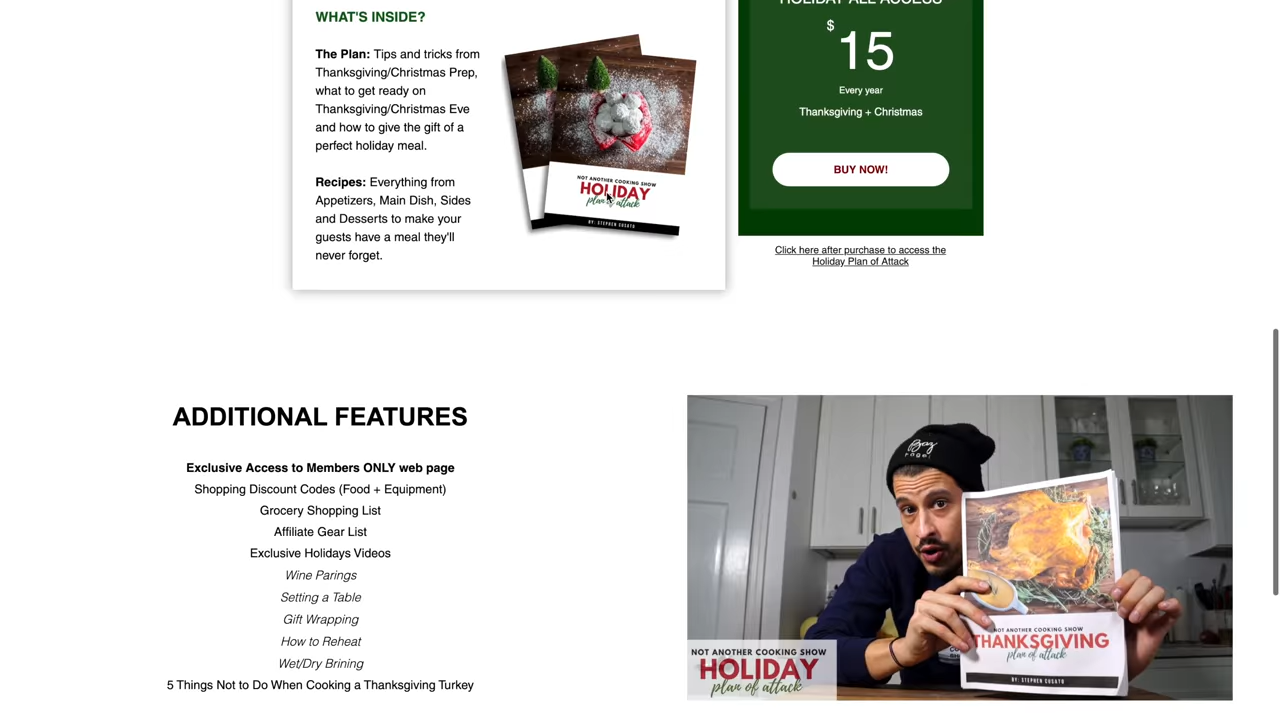 WHAT'S INSIDE?
The Plan: Tips and tricks from
Thanksgiving/Christmas Prep,
what to get ready on
Thanksgiving/Christmas Eve
and how to give the gift of a
perfect holiday meal.
Recipes: Everything from
Appetizers, Main Dish, Sides
and Desserts to make your
guests have a meal they'll
never forget.
NOT ANOTHER COOKING SHOW
HOLIDAY
plan of attack
BY: STEPHEN CUSATO
HOLIDAY ALL ACCESS
$
15
Every year
Thanksgiving + Christmas
BUY NOW!
Click here after purchase to access the
Holiday Plan of Attack
ADDITIONAL FEATURES
Exclusive Access to Members ONLY web page
Shopping Discount Codes (Food + Equipment)
Grocery Shopping List
Affiliate Gear List
Exclusive Holidays Videos
Wine Parings
Setting a Table
Gift Wrapping
How to Reheat
Wet/Dry Brining
5 Things Not to Do When Cooking a Thanksgiving Turkey
NOT ANOTHER COOKING SHOW
THANKSGIVING
plan of attack
BY: STEPHEN CUSATO
NOT ANOTHER COOKING SHOW
HOLIDAY
plan of attack